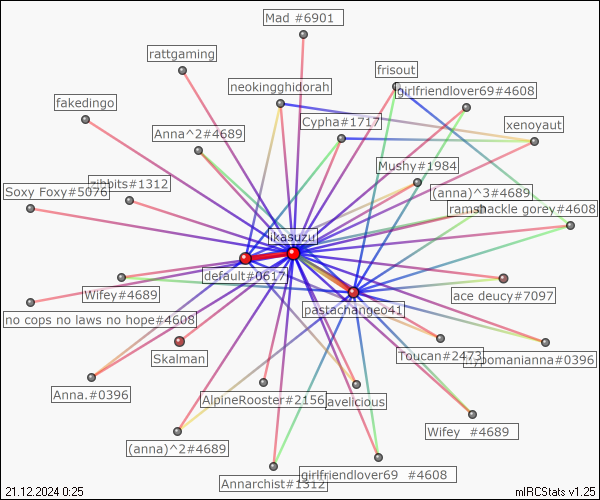 Mad #6901
rattgaming
frisout
neokingghidorah
girlfriendlover69#4608
fakedingo
Cypha#1717
xenoyaut
Anna^2#4689
Mushy#1984
zibbits#1312
Soxy Foxy#5076
(anna)^3#4689
ramshackle gorey#4608
ikasuzu
default#0617
Wifey#4689
ace deucy#7097
pastachangeo41
no cops no laws no hope#4608
Skalman
Toucan#2473
hypomanianna#0396
Anna.#0396
AlpineRooster#2156
(anna)^2#4689
Wifey #4689
Annarchist#1312
girlfriendlover69 #4608
21.12.2024 0:25
mIRCStats v1.25